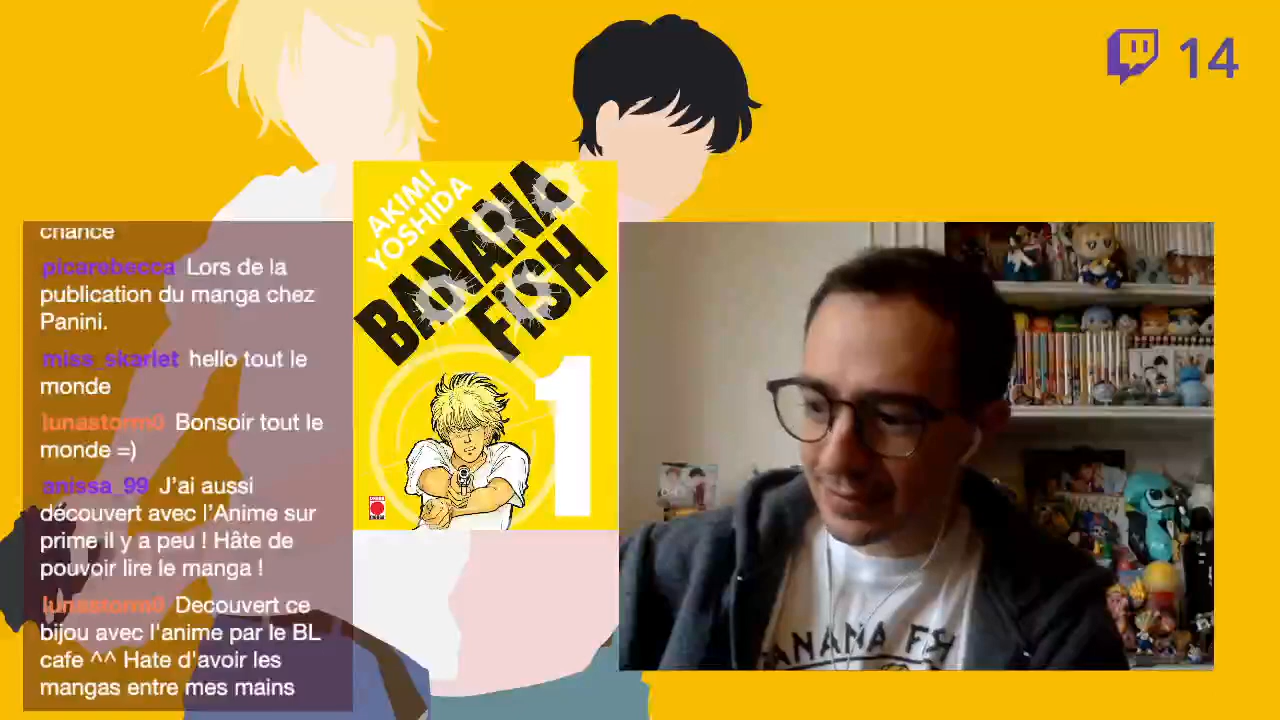 14
AKIMI
YOSHIDA
BANANA
FISH
1
chance
picorebecca Lors de la
publication du manga chez
Panini.
miss_skarlet hello tout le
monde
lunastorm0 Bonsoir tout le
monde =)
anissa_99 J'ai aussi
découvert avec l'Anime sur
prime il y a peu ! Hâte de
pouvoir lire le manga !
lunastorm0 Decouvert ce
bijou avec l'anime par le BL
cafe ^^ Hate d'avoir les
mangas entre mes mains
ANANA FI